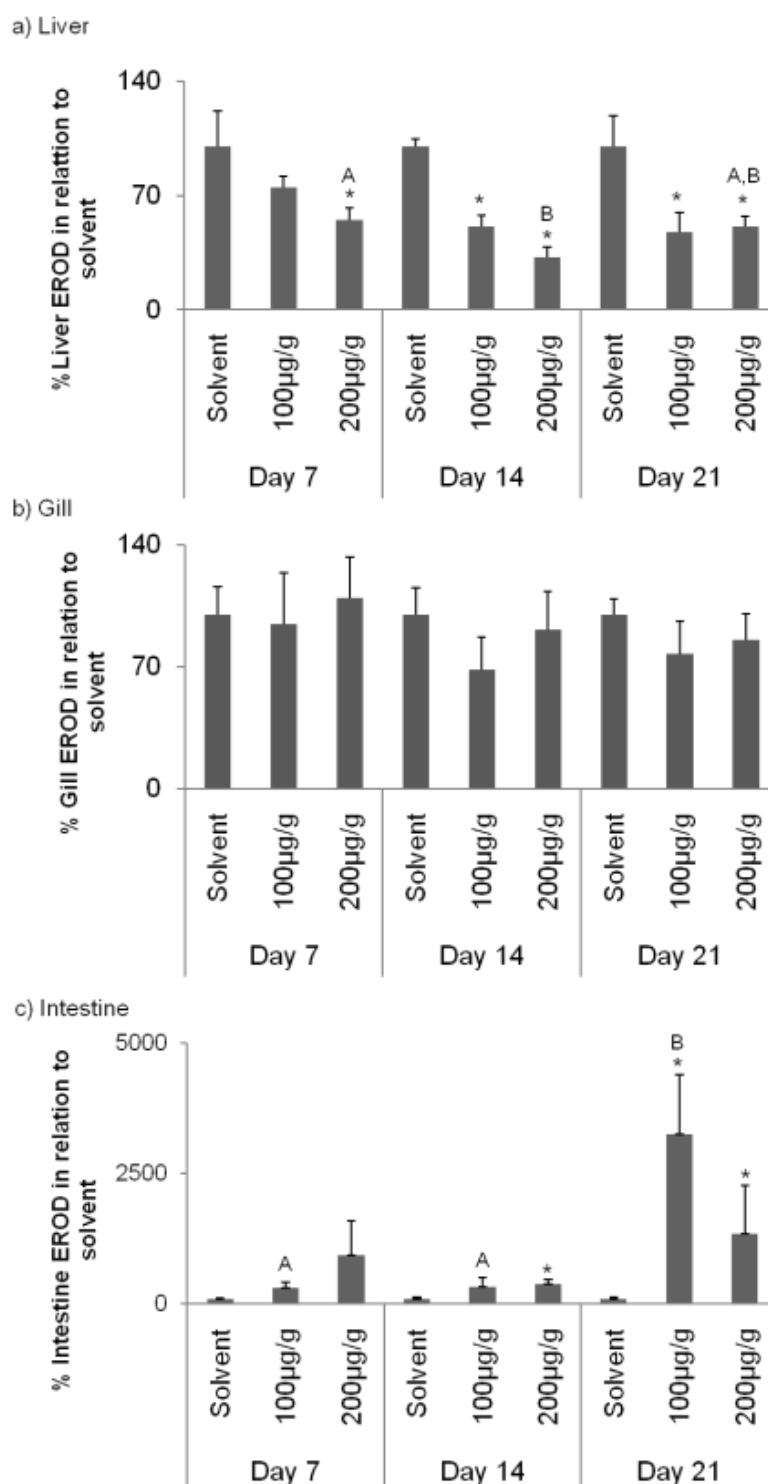 a) Liver
%Liver EROD in relattion to
solvent
140
70
0
A
*
*
B
*
*
A,B
*
Solvent
100µg/g
200µg/g
Solvent
100µg/g
200µg/g
Solvent
100µg/g
200µg/g
Day 7
Day 14
Day 21
b) Gill
% Gill EROD in relation to
solvent
140
70
0
Solvent
100µg/g
200µg/g
Solvent
100µg/g
200µg/g
Solvent
100µg/g
200µg/g
Day 7
Day 14
Day 21
c) Intestine
% Intestine EROD in relation to
solvent
5000
2500
0
A
A
*
B
*
*
Solvent
100µg/g
200µg/g
Solvent
100µg/g
200µg/g
Solvent
100µg/g
200µg/g
Day 7
Day 14
Day 21